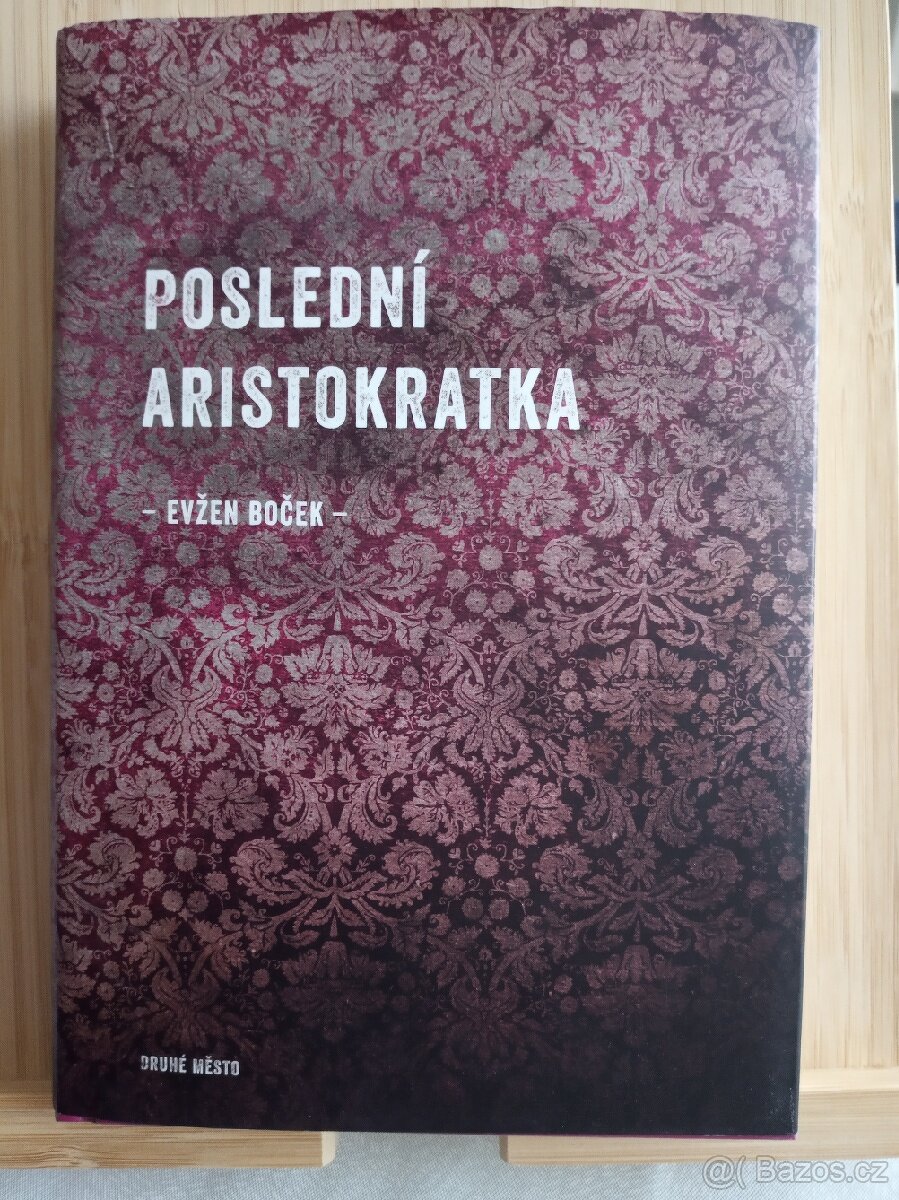 POSLEDNÍ
ARISTOKRATKA
– EVŽEN BOČEK –
DRUHÉ MĚSTO
@( Bazos.cz